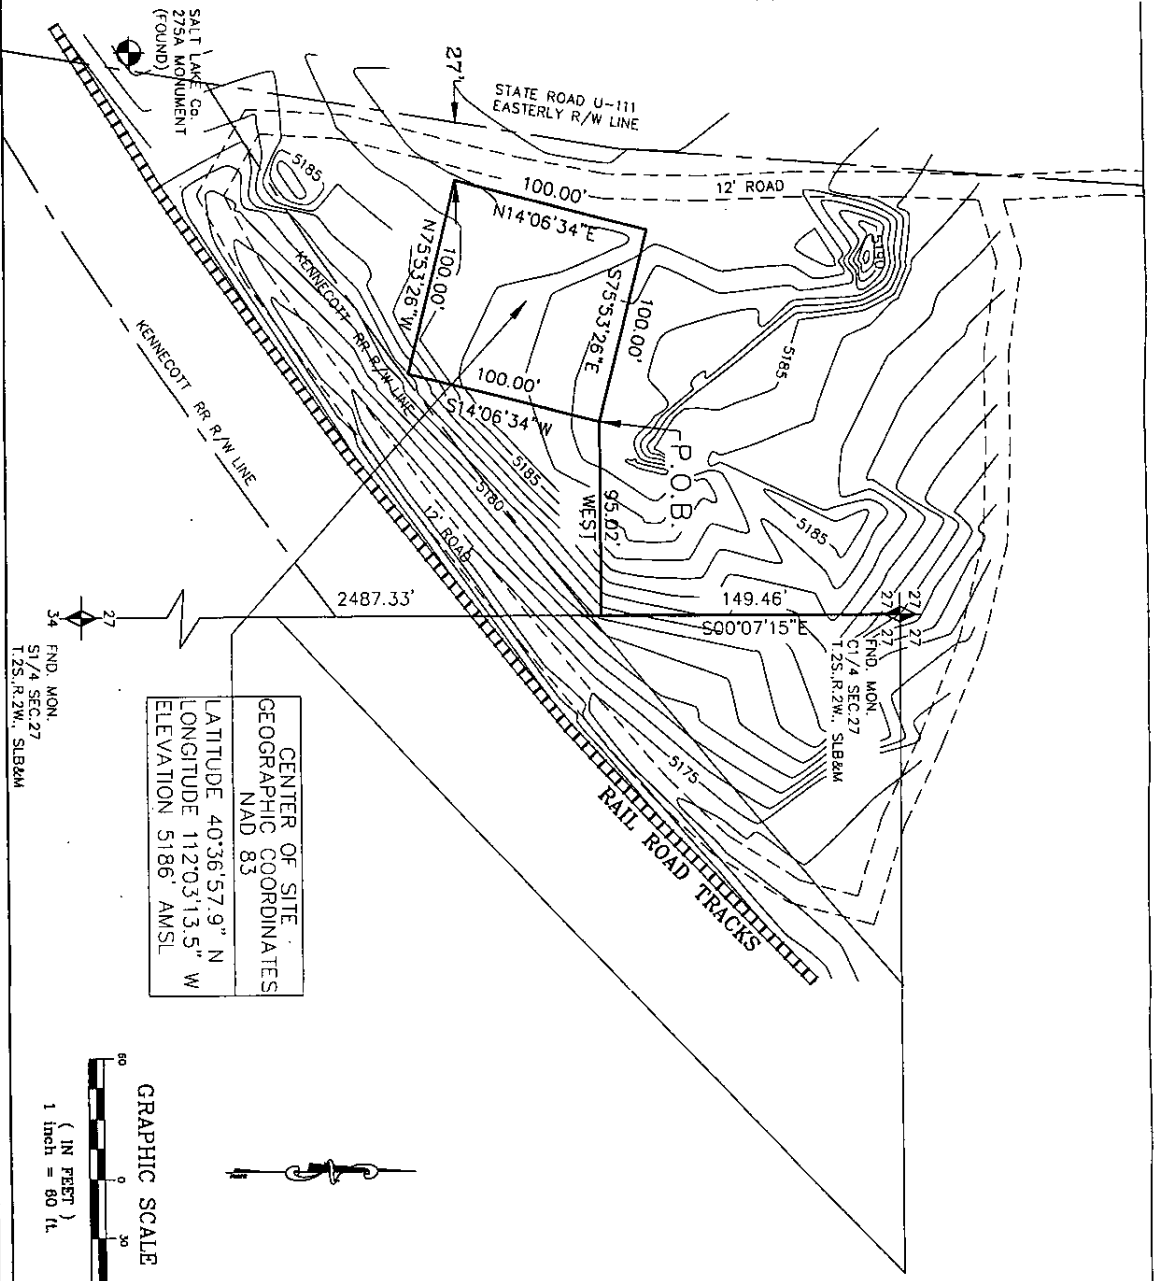 SALT LAKE Co.
275A MONUMENT
(FOUND)
27'
STATE ROAD U-111
EASTERLY R/W LINE
12' ROAD
5185
5190
100.00'
N14°06'34"E
N75°53'26"W
100.00'
S75°53'26"E
100.00'
100.00'
S14°06'34"W
KENNECOTT RR R/W LINE
KENNECOTT RR R/W LINE
5185
5185
5180
12' ROAD
P.O.B.
95.02'
WEST
5185
2487.33'
149.46'
S00°07'15"E
27
27
27
27
FND. MON.
C1/4 SEC.27
T.2S.,R.2W., SLB&M
34
27
FND. MON.
S1/4 SEC.27
T.2S.,R.2W., SLB&M
5175
RAIL ROAD TRACKS
CENTER OF SITE
GEOGRAPHIC COORDINATES
NAD 83
LATITUDE 40°36'57.9" N
LONGITUDE 112°03'13.5" W
ELEVATION 5186' AMSL
GRAPHIC SCALE
60
0
30
( IN FEET )
1 inch = 60 ft.